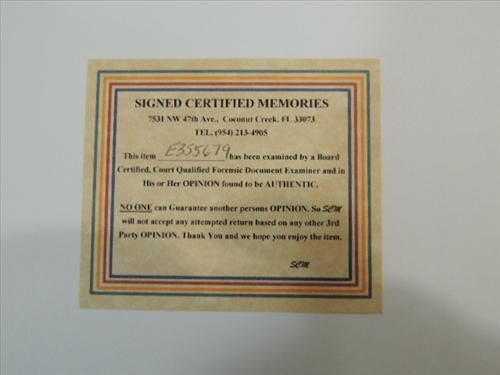 SIGNED CERTIFIED MEMORIES
7531 NW 47th Ave., Coconut Creek, FL 33073
TEL. (954) 213-4905
This item E355679 has been examined by a Board
Certified, Court Qualified Forensic Document Examiner and in
His or Her OPINION found to be AUTHENTIC.
NO ONE can Guarantee another persons OPINION. So SCM
will not accept any attempted return based on any other 3rd
Party OPINION. Thank You and we hope you enjoy the item.
SCM